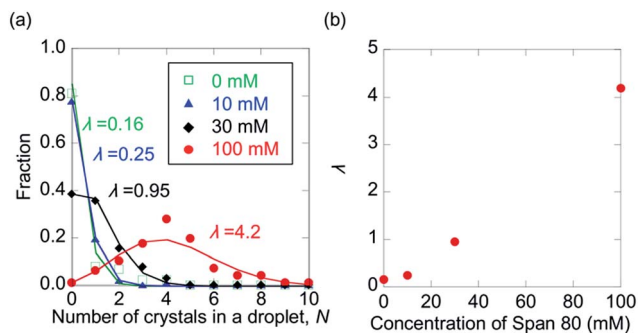 (a)
1.0
0.8
0.6
0.4
0.2
0.0
Fraction
0 mM
10 mM
30 mM
100 mM
λ=0.16
λ=0.25
λ=0.95
λ=4.2
0 2 4 6 8 10
Number of crystals in a droplet, N
(b)
5
4
3
2
1
0
λ
0 20 40 60 80 100
Concentration of Span 80 (mM)